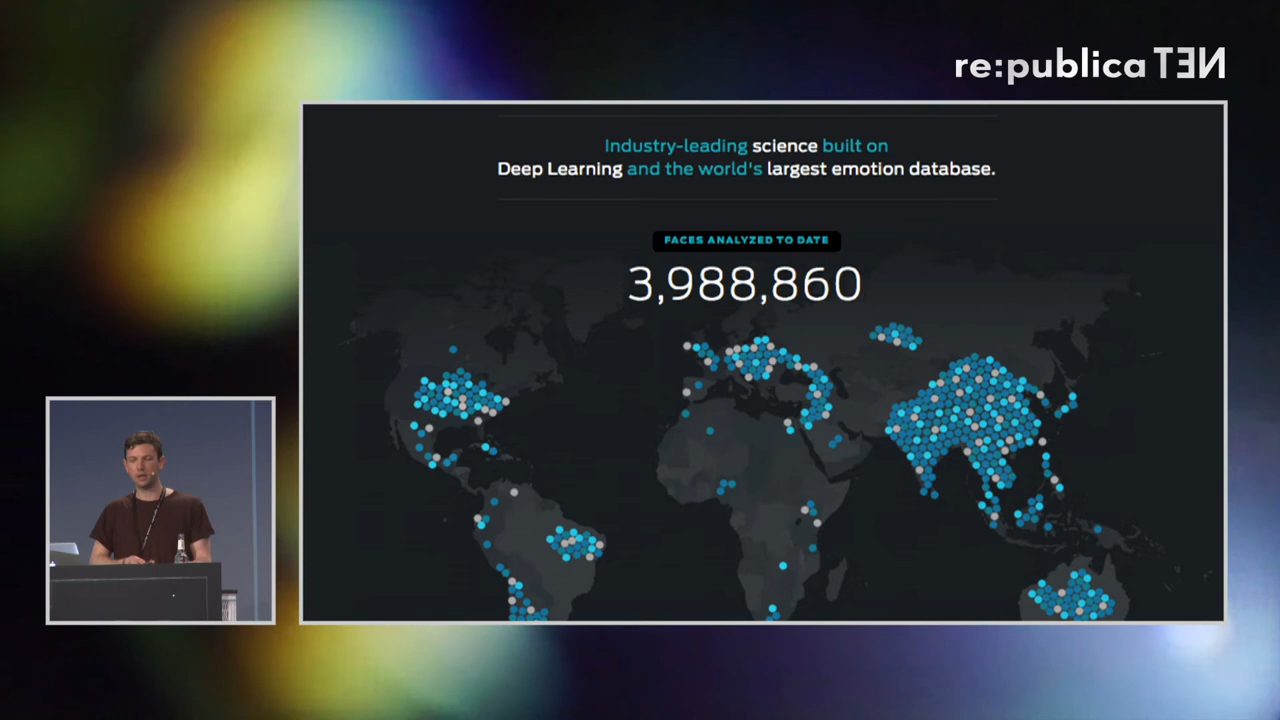 re:publica TEN
Industry-leading science built on
Deep Learning and the world's largest emotion database.
FACES ANALYZED TO DATE
3,988,860